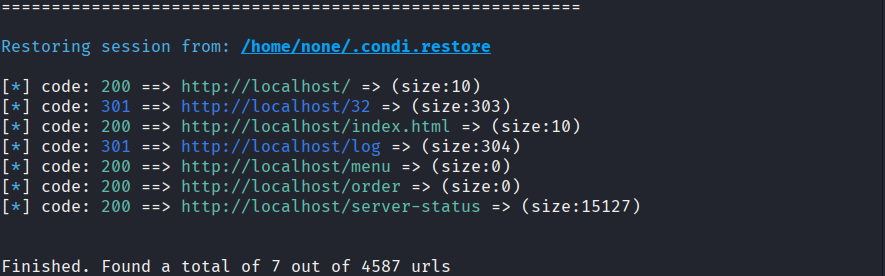 ==========================================================
Restoring session from: /home/none/.condi.restore
[*] code: 200 ==> http://localhost/ => (size:10)
[*] code: 301 ==> http://localhost/32 => (size:303)
[*] code: 200 ==> http://localhost/index.html => (size:10)
[*] code: 301 ==> http://localhost/log => (size:304)
[*] code: 200 ==> http://localhost/menu => (size:0)
[*] code: 200 ==> http://localhost/order => (size:0)
[*] code: 200 ==> http://localhost/server-status => (size:15127)
Finished. Found a total of 7 out of 4587 urls